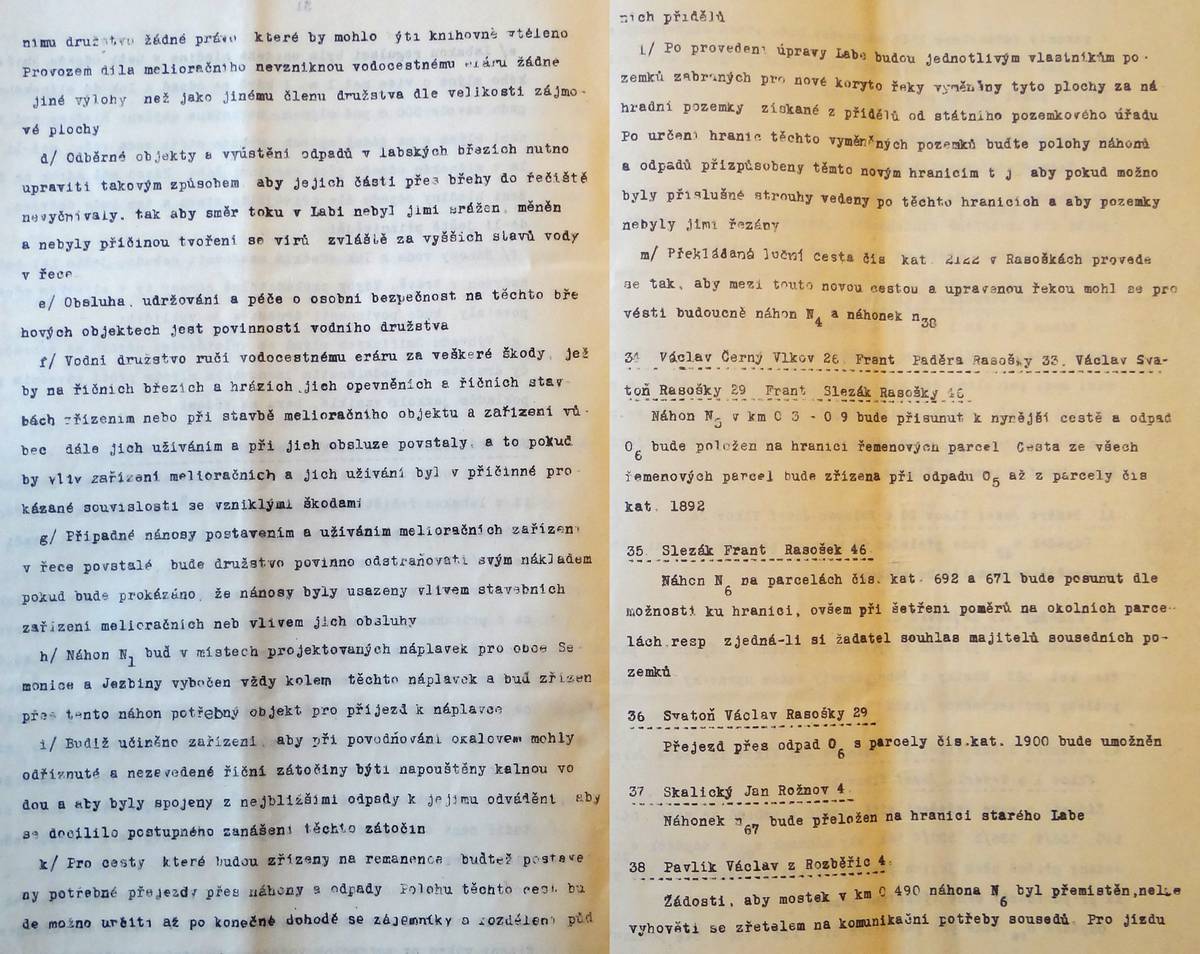 nimu družstvo žádné právo které by mohlo ýti knihovně vtěleno
Provozem díla melioračního nevzniknou vodocestnému eráru žádné
jiné výlohy než jako jinému členu družstva dle velikosti zájmo-
vé plochy
d/ Odběrné objekty a vyústění odpadů v labských březích nutno
upraviti takovým způsobem aby jejich části přes břehy do řečiště
nevyčnívaly. tak aby směr toku v Labi nebyl jimi srážen, měněn
a nebyly příčinou tvoření se vírů zvláště za vyšších stavů vody
v řece
e/ Obsluha, udržování a péče o osobní bezpečnost na těchto bře
hových objektech jest povinností vodního družstva
f/ Vodní družstvo ručí vodocestnému eráru za veškeré škody, jež
by na říčních březích a hrázích jich opevněních a říčních stav
bách zřízením nebo při stavbě melioračního objektu a zařízení vů-
bec dále jich užíváním a při jich obsluze povstaly, a to pokud
by vliv zařízení melioračních a jich užívání byl v příčinné pro
kázané souvislosti se vzniklými škodami
g/ Případné nánosy postavením a užíváním melioračních zařízení
v řece povstalé bude družstvo povinno odstraňovati svým nákladem
pokud bude prokázáno, že nánosy byly usazeny vlivem stavebních
zařízení melioračních neb vlivem jich obsluhy
h/ Náhon N1 buď v místech projektovaných náplavek pro obce Se
monice a Jezbiny vybočen vždy kolem těchto náplavek a buď zřízen
přes tento náhon potřebný objekt pro příjezd k náplavce
i/ Budiž učiněno zařízení, aby při povodňování okalovem mohly
odříznuté a nezevedené říční zátočiny býti napouštěny kalnou vo
dou a aby byly spojeny z nejbližšími odpady k jejímu odvádění, aby
se docílilo postupného zanášení těchto zátočin
k/ Pro cesty které budou zřízeny na remanence, buďtež postave
ny potřebné přejezdy přes náhony a odpady Polohu těchto cest bu
de možno určiti až po konečné dohodě se zájemníky o rozdělení půd
ních přídělů
l/ Po provedení úpravy Labe budou jednotlivým vlastníkům po-
zemků zabraných pro nové koryto řeky vyměněny tyto plochy za ná
hradní pozemky získané z přídělů od státního pozemkového úřadu
Po určení hranic těchto vyměněných pozemků buďte polohy náhonů
a odpadů přizpůsobeny těmto novým hranicím t j aby pokud možno
byly příslušné strouhy vedeny po těchto hranicích a aby pozemky
nebyly jimi řezány
m/ Překládaná luční cesta čís kat. 2122 v Rasoškách provede
se tak, aby mezi touto novou cestou a upravenou řekou mohl se pro
vésti budoucně náhon N4 a náhonek n38
34 Václav Černý Vlkov 26 Frant Paděra Rasošky 33. Václav Sva-
toň Rasošky 29 Frant Slezák Rasošky 46
Náhon N5 v km 0 3 - 0 9 bude přisunut k nynější cestě a odpad
O6 bude položen na hranici řemenových parcel Cesta ze všech
řemenových parcel bude zřízena při odpadu O5 až z parcely čís
kat. 1892
35. Slezák Frant Rasošek 46.
Náhon N6 na parcelách čís. kat. 692 a 671 bude posunut dle
možnosti ku hranici, ovšem při šetření poměrů na okolních parce-
lách resp zjedná-li si žadatel souhlas majitelů sousedních po-
zemků
36 Svatoň Václav Rasošky 29
Přejezd přes odpad O6 s parcely čís.kat. 1900 bude umožněn
37 Skalický Jan Rožnov 4.
Náhonek n67 bude přeložen na hranici starého Labe
38 Pavlík Václav z Rozběřic 4.
Žádosti, aby mostek v km 0 490 náhona N6 byl přemístěn, nelze
vyhověti se zřetelem na komunikační potřeby sousedů. Pro jízdu